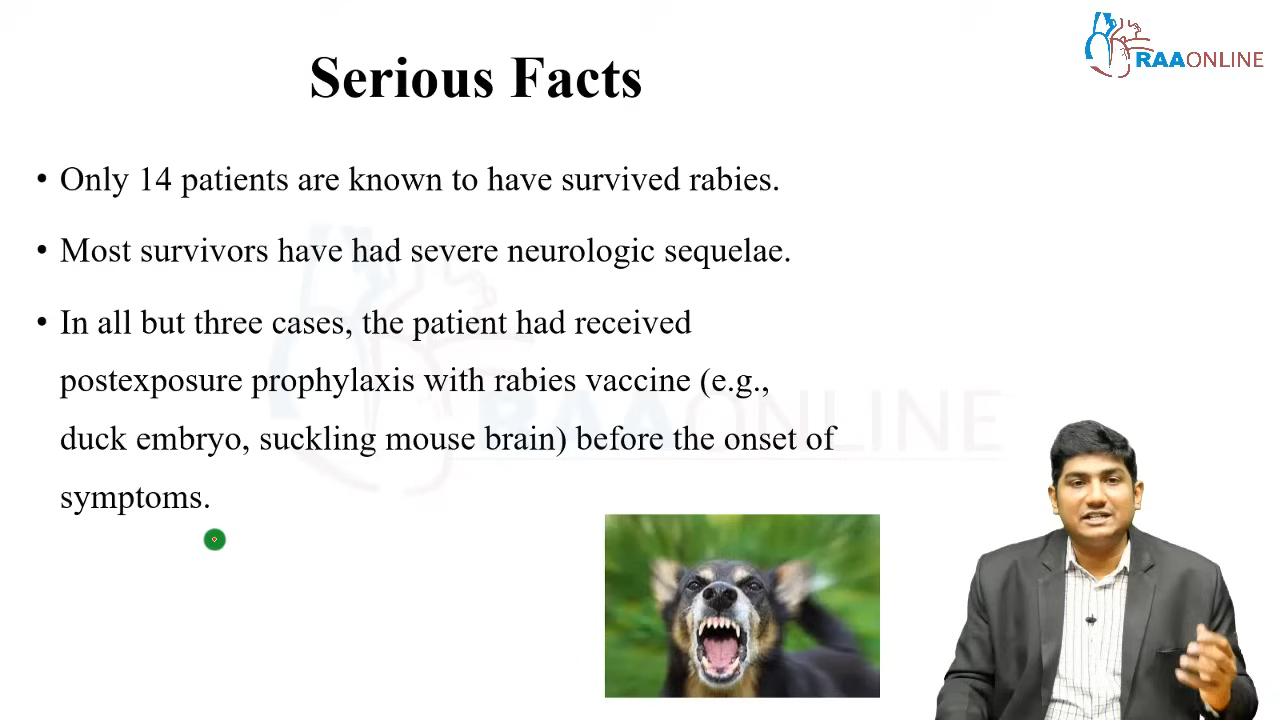 RAAONLINE
Serious Facts
• Only 14 patients are known to have survived rabies.
• Most survivors have had severe neurologic sequelae.
• In all but three cases, the patient had received
postexposure prophylaxis with rabies vaccine (e.g.,
duck embryo, suckling mouse brain) before the onset of
symptoms.
RAAONLINE